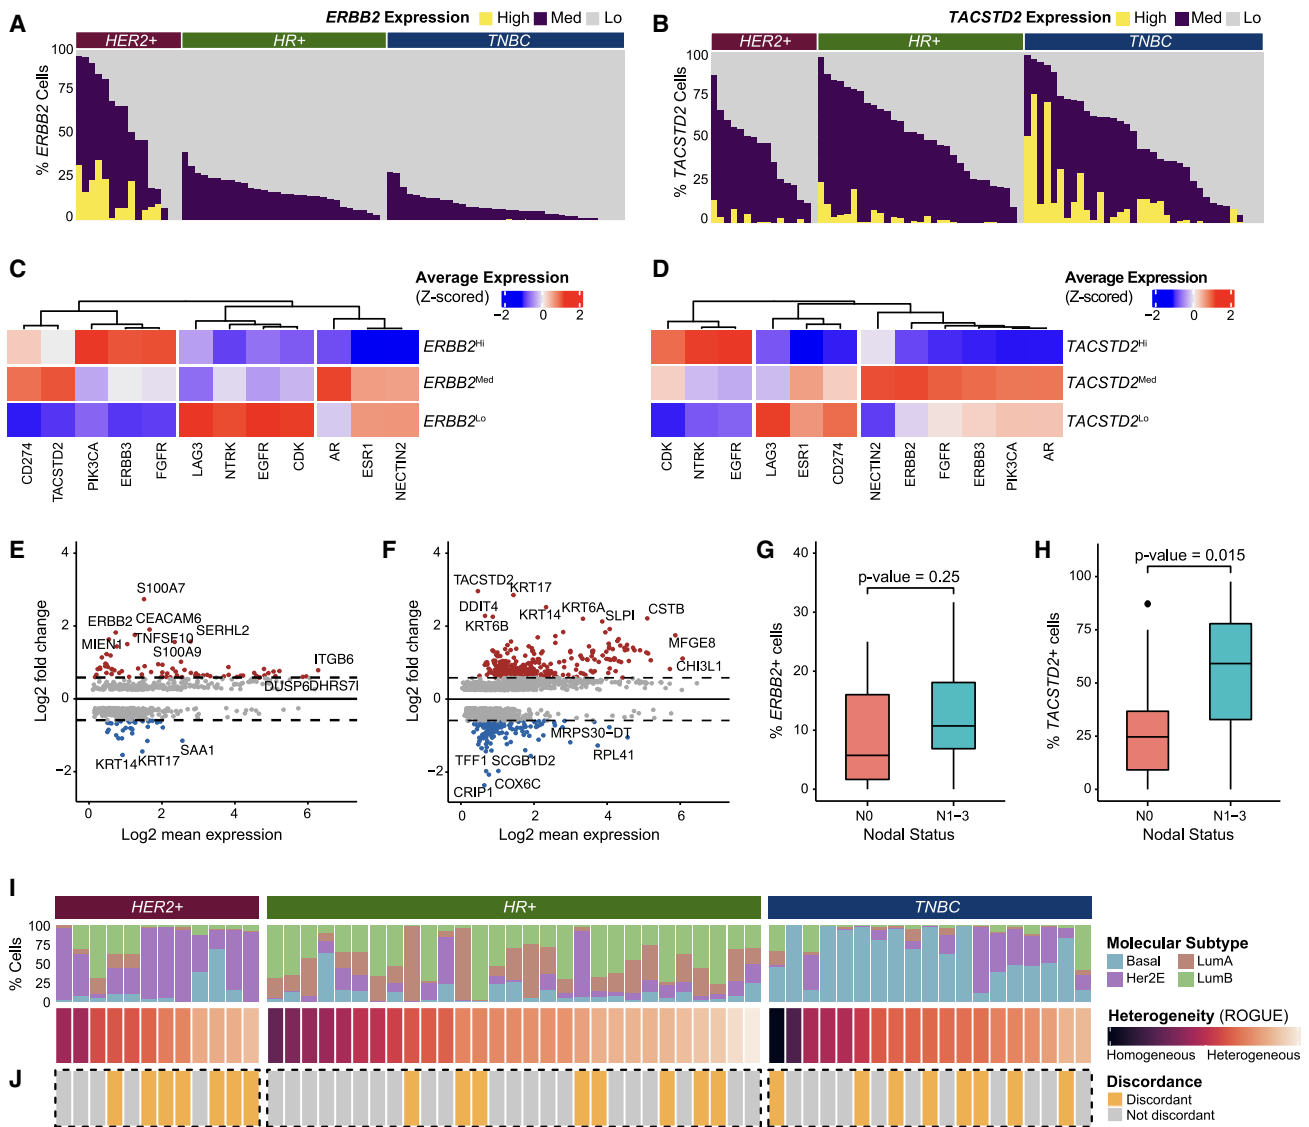 A
ERBB2 Expression High Med Lo
HER2+ HR+ TNBC
% ERBB2 Cells
100
75
50
25
0
B
TACSTD2 Expression High Med Lo
HER2+ HR+ TNBC
% TACSTD2 Cells
100
75
50
25
0
C
Average Expression
(Z-scored)
−2 0 2
ERBB2Hi
ERBB2Med
ERBB2Lo
CD274 TACSTD2 PIK3CA ERBB3 FGFR LAG3 NTRK EGFR CDK AR ESR1 NECTIN2
D
Average Expression
(Z-scored)
−2 0 2
TACSTD2Hi
TACSTD2Med
TACSTD2Lo
CDK NTRK EGFR LAG3 ESR1 CD274 NECTIN2 ERBB2 FGFR ERBB3 PIK3CA AR
E
Log2 fold change
4
2
0
−2
S100A7
ERBB2 CEACAM6
MIEN1 TNFSF10 SERHL2
S100A9
ITGB6
DUSP6 DHRS7
SAA1
KRT14 KRT17
0 2 4 6
Log2 mean expression
F
Log2 fold change
4
2
0
−2
TACSTD2 KRT17
DDIT4 KRT14 KRT6A SLPI CSTB
KRT6B
MFGE8
CHI3L1
MRPS30−DT
TFF1 SCGB1D2 RPL41
CRIP1 COX6C
0 2 4 6
Log2 mean expression
G
% ERBB2+ cells
40
30
20
10
0
p-value = 0.25
N0 N1−3
Nodal Status
H
% TACSTD2+ cells
100
75
50
25
0
p-value = 0.015
N0 N1−3
Nodal Status
I
HER2+ HR+ TNBC
% Cells
100
75
50
25
0
Molecular Subtype
Basal LumA
Her2E LumB
Heterogeneity (ROGUE)
Homogeneous Heterogeneous
J
Discordance
Discordant
Not discordant